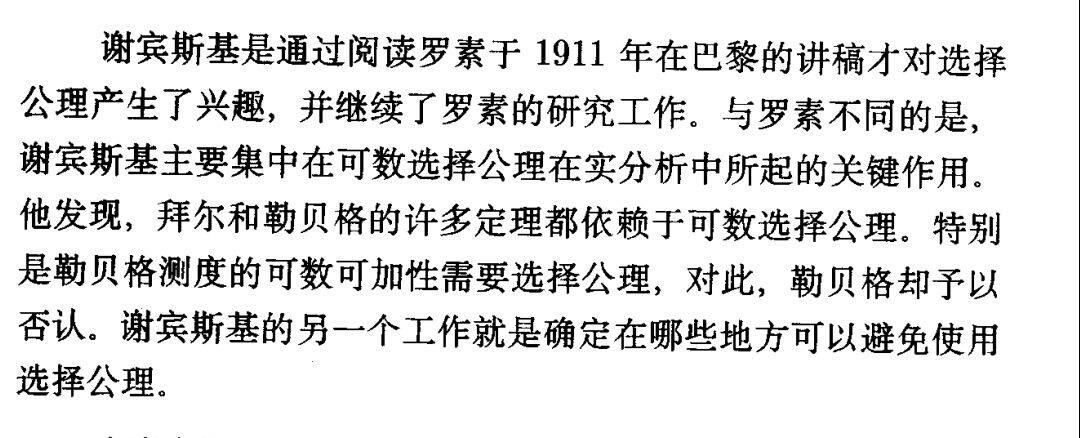 谢宾斯基是通过阅读罗素于 1911 年在巴黎的讲稿才对选择
公理产生了兴趣，并继续了罗素的研究工作。与罗素不同的是，
谢宾斯基主要集中在可数选择公理在实分析中所起的关键作用。
他发现，拜尔和勒贝格的许多定理都依赖于可数选择公理。特别
是勒贝格测度的可数可加性需要选择公理，对此，勒贝格却予以
否认。谢宾斯基的另一个工作就是确定在哪些地方可以避免使用
选择公理。